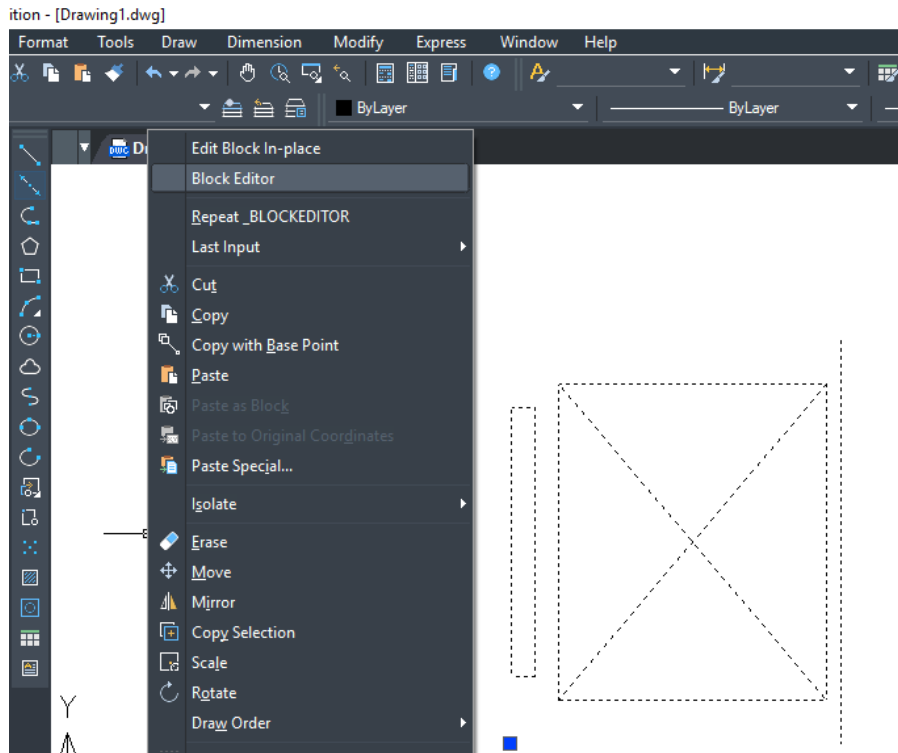 ition - [Drawing1.dwg]
Format Tools Draw Dimension Modify Express Window Help
ByLayer ByLayer
DWG
Edit Block In-place
Block Editor
Repeat _BLOCKEDITOR
Last Input
Cut
Copy
Copy with Base Point
Paste
Paste as Block
Paste to Original Coordinates
Paste Special...
Isolate
Erase
Move
Mirror
Copy Selection
Scale
Rotate
Draw Order
Y